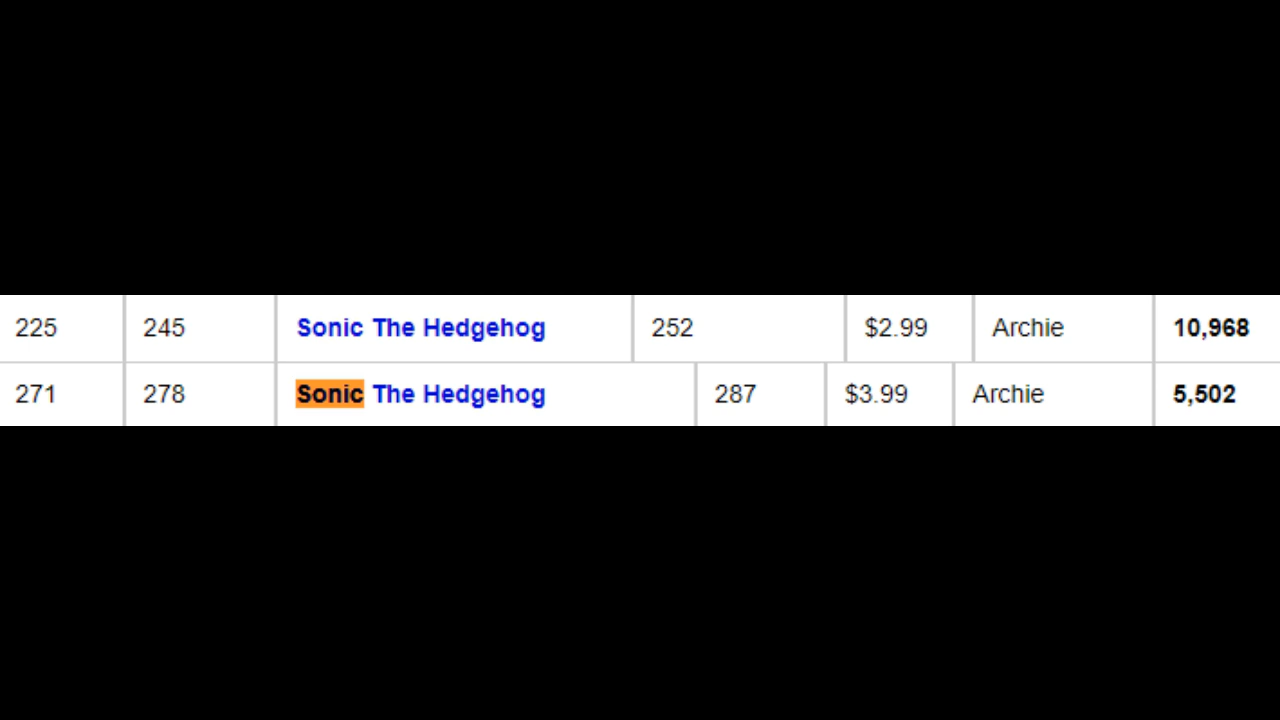 225 245 Sonic The Hedgehog 252 $2.99 Archie 10,968
271 278 Sonic The Hedgehog 287 $3.99 Archie 5,502